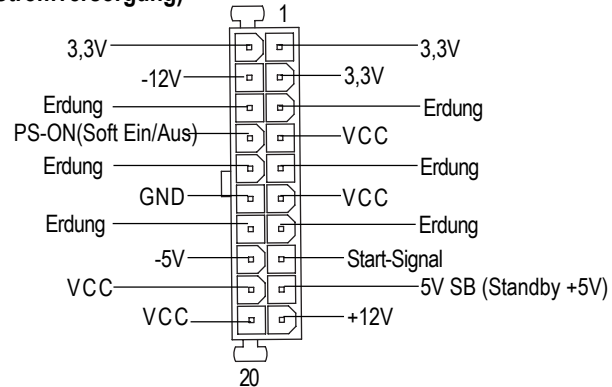 Stromversorgung)
1
3,3V 3,3V
-12V 3,3V
Erdung Erdung
PS-ON(Soft Ein/Aus) VCC
Erdung Erdung
GND VCC
Erdung Erdung
-5V Start-Signal
VCC 5V SB (Standby +5V)
VCC +12V
20